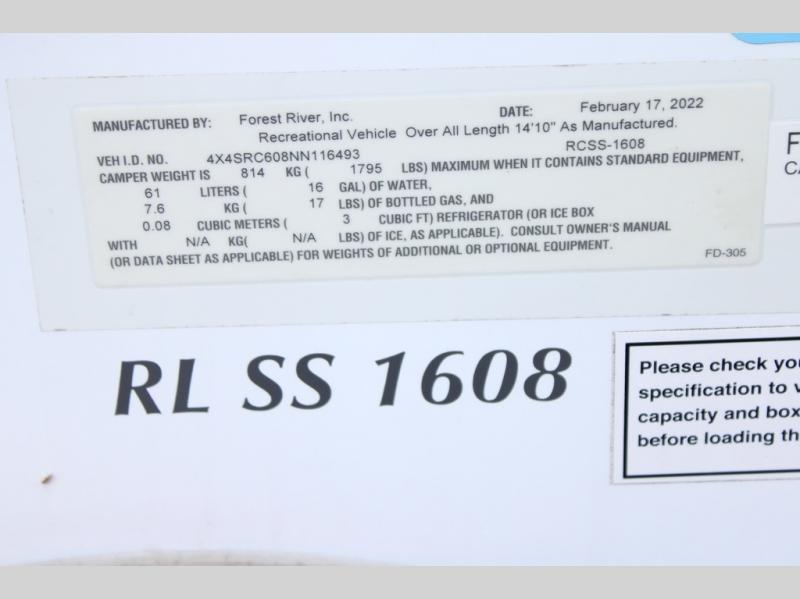 MANUFACTURED BY: Forest River, Inc. DATE: February 17, 2022
Recreational Vehicle Over All Length 14'10" As Manufactured.
VEH I.D. NO. 4X4SRC608NN116493 RCSS-1608
CAMPER WEIGHT IS 814 KG ( 1795 LBS) MAXIMUM WHEN IT CONTAINS STANDARD EQUIPMENT,
61 LITERS ( 16 GAL) OF WATER,
7.6 KG ( 17 LBS) OF BOTTLED GAS, AND
0.08 CUBIC METERS ( 3 CUBIC FT) REFRIGERATOR (OR ICE BOX
WITH N/A KG( N/A LBS) OF ICE, AS APPLICABLE). CONSULT OWNER'S MANUAL
(OR DATA SHEET AS APPLICABLE) FOR WEIGHTS OF ADDITIONAL OR OPTIONAL EQUIPMENT.
FD-305
RL SS 1608
Please check
specification to
capacity and box
before loading